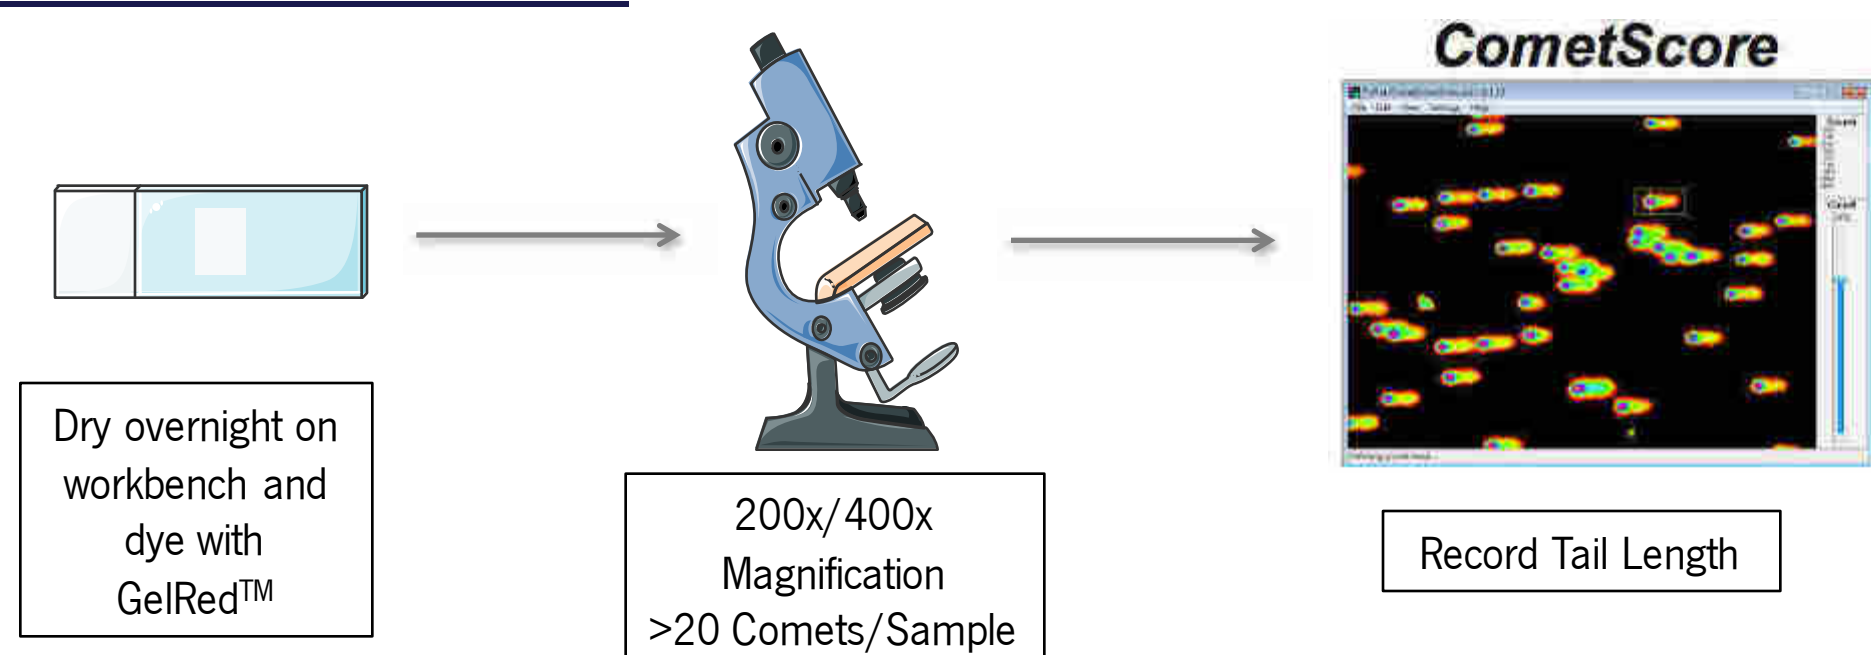 CometScore
Dry overnight on
workbench and
dye with
GelRed™
200x/400x
Magnification
>20 Comets/Sample
Record Tail Length